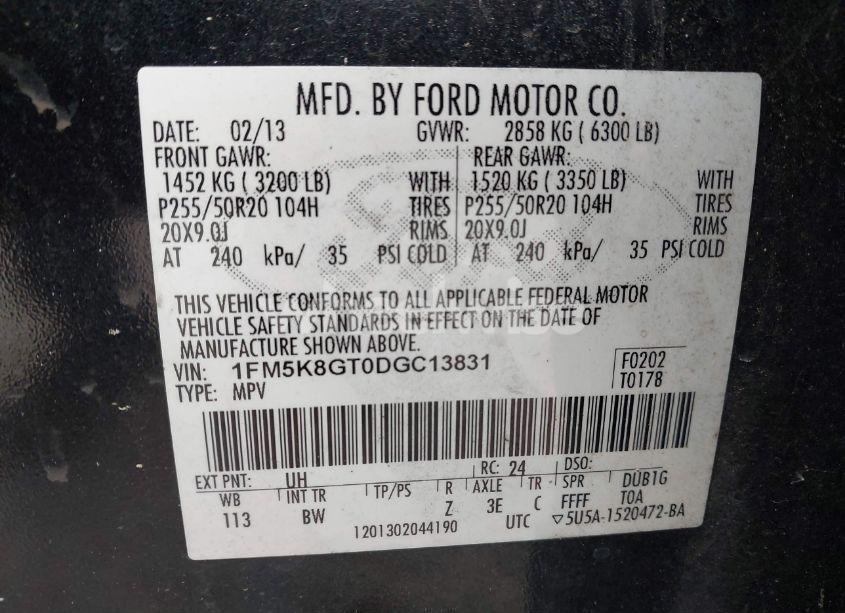 MFD. BY FORD MOTOR CO.
DATE: 02/13 GVWR: 2858 KG ( 6300 LB)
FRONT GAWR: REAR GAWR:
1452 KG ( 3200 LB) WITH 1520 KG ( 3350 LB) WITH
P255/50R20 104H TIRES P255/50R20 104H TIRES
20X9.0J RIMS 20X9.0J RIMS
AT 240 kPa/ 35 PSI COLD AT 240 kPa/ 35 PSI COLD
THIS VEHICLE CONFORMS TO ALL APPLICABLE FEDERAL MOTOR
VEHICLE SAFETY STANDARDS IN EFFECT ON THE DATE OF
MANUFACTURE SHOWN ABOVE.
VIN: 1FM5K8GT0DGC13831 F0202
TYPE: MPV T0178
EXT PNT: UH RC: 24 DSO:
WB INT TR TP/PS R AXLE TR SPR DUB1G
113 BW Z 3E C FFFF TOA
1201302044190 UTC ▽5U5A-1520472-BA